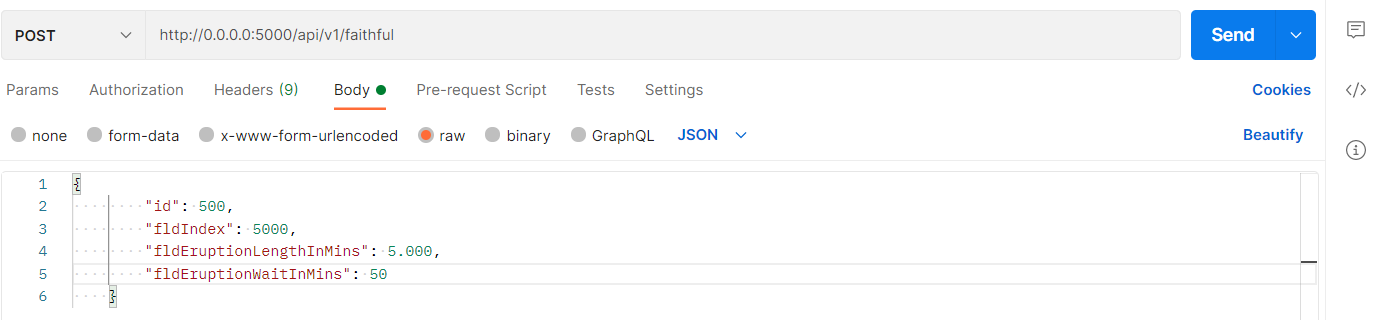 POST http://0.0.0.0:5000/api/v1/faithful Send
Params Authorization Headers (9) Body Pre-request Script Tests Settings Cookies
none form-data x-www-form-urlencoded raw binary GraphQL JSON Beautify
1 {
2 "id": 500,
3 "fldIndex": 5000,
4 "fldEruptionLengthInMins": 5.000,
5 "fldEruptionWaitInMins": 50
6 }